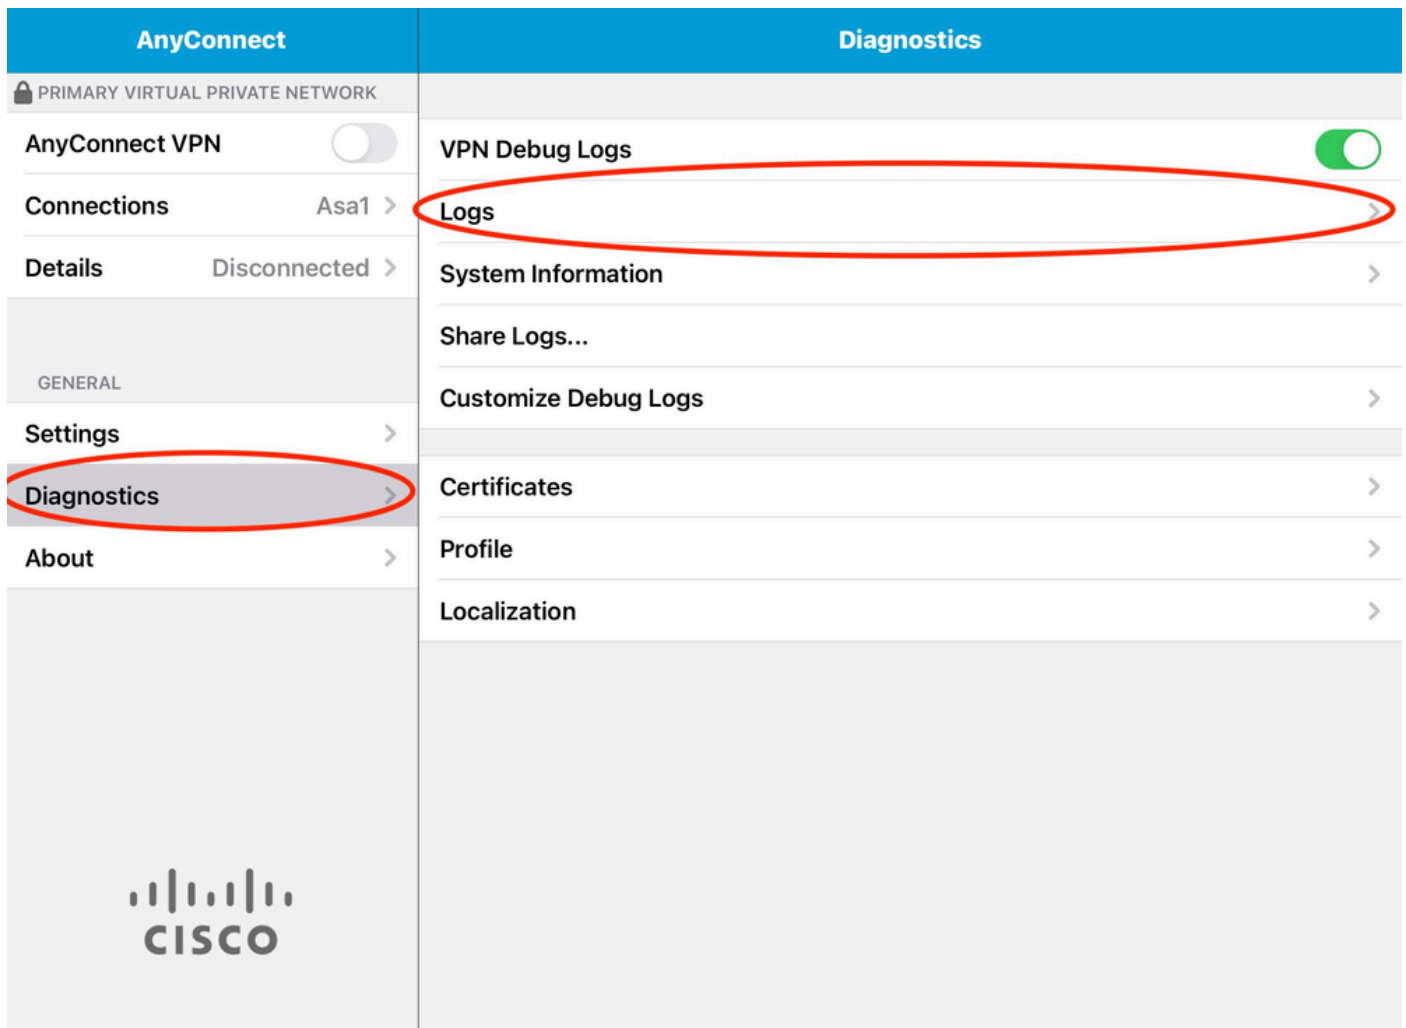 AnyConnect
PRIMARY VIRTUAL PRIVATE NETWORK
AnyConnect VPN
Connections Asa1
Details Disconnected
GENERAL
Settings
Diagnostics
About
CISCO
Diagnostics
VPN Debug Logs
Logs
System Information
Share Logs...
Customize Debug Logs
Certificates
Profile
Localization